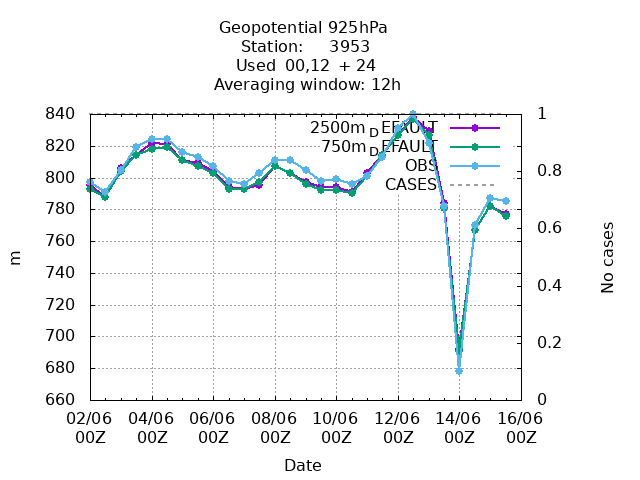 Geopotential 925hPa
Station: 3953
Used 00,12 + 24
Averaging window: 12h
840
820
800
780
760
740
720
700
680
660
1
0.8
0.6
0.4
0.2
0
2500m DEFAULT
750m DEFAULT
OBS
CASES
m
No cases
02/06 04/06 06/06 08/06 10/06 12/06 14/06 16/06
00Z 00Z 00Z 00Z 00Z 00Z 00Z 00Z
Date